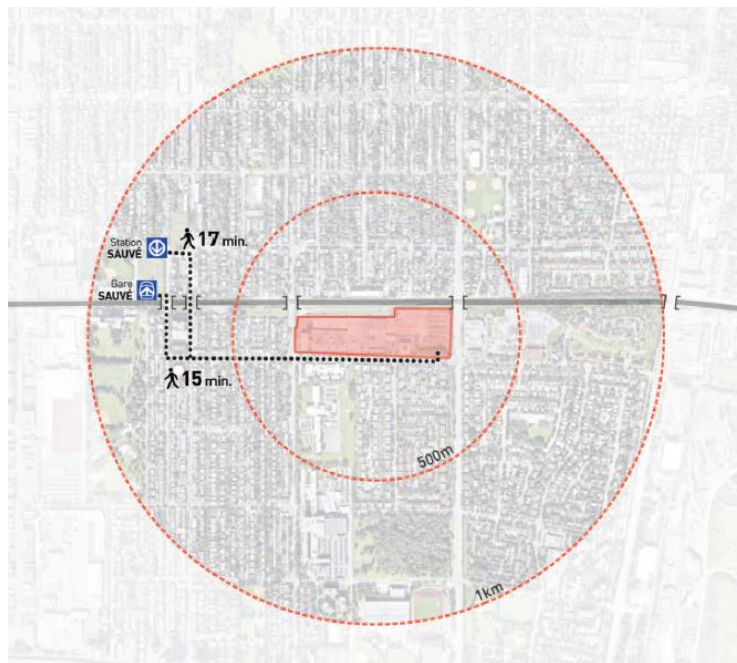 Station
SAUVÉ
17 min.
Gare
SAUVÉ
15 min.
500m
1km